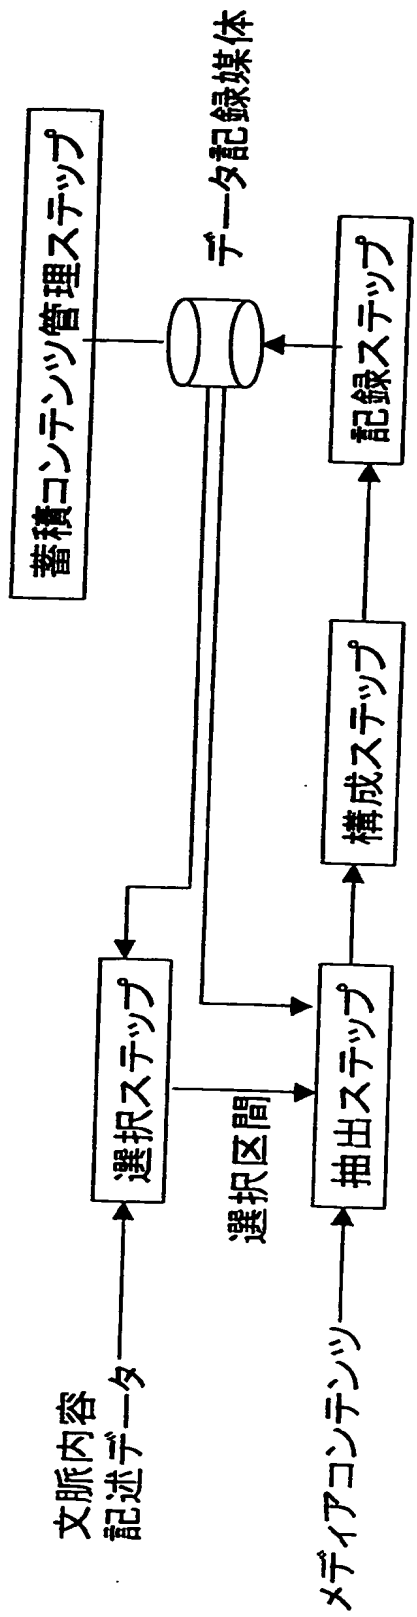 蓄積コンテンツ管理ステップ
データ記録媒体
文脈内容
記述データ
選択ステップ
選択区間
メディアコンテンツ
抽出ステップ
構成ステップ
記録ステップ